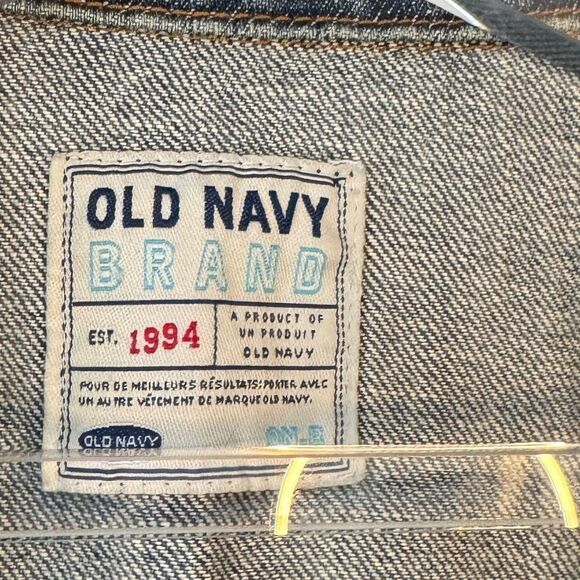 OLD NAVY
BRAND
EST. 1994
A PRODUCT OF
UN PRODUIT
OLD NAVY
POUR DE MEILLEURS RÉSULTATS: PORTER AVEC
UN AUTRE VÊTEMENT DE MARQUE OLD NAVY.
OLD NAVY